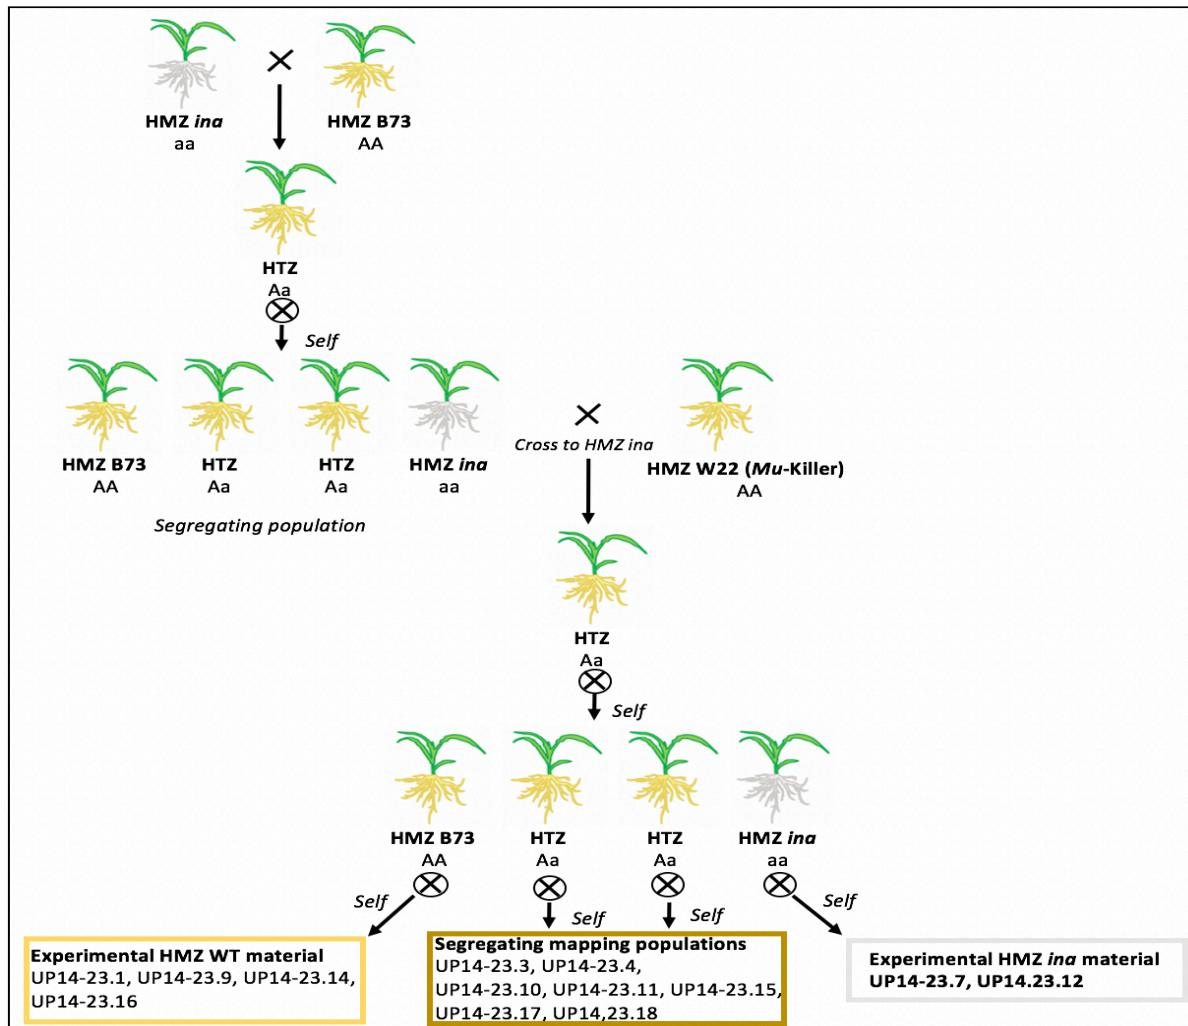 HMZ ina
aa
HMZ B73
AA
HTZ
Aa
Self
HMZ B73
AA
HTZ
Aa
HTZ
Aa
HMZ ina
aa
Cross to HMZ ina
HMZ W22 (Mu-Killer)
AA
Segregating population
HTZ
Aa
Self
HMZ B73
AA
HTZ
Aa
HTZ
Aa
HMZ ina
aa
Self
Self
Self
Self
Experimental HMZ WT material
UP14-23.1, UP14-23.9, UP14-23.14,
UP14-23.16
Segregating mapping populations
UP14-23.3, UP14-23.4,
UP14-23.10, UP14-23.11, UP14-23.15,
UP14-23.17, UP14,23.18
Experimental HMZ ina material
UP14-23.7, UP14.23.12